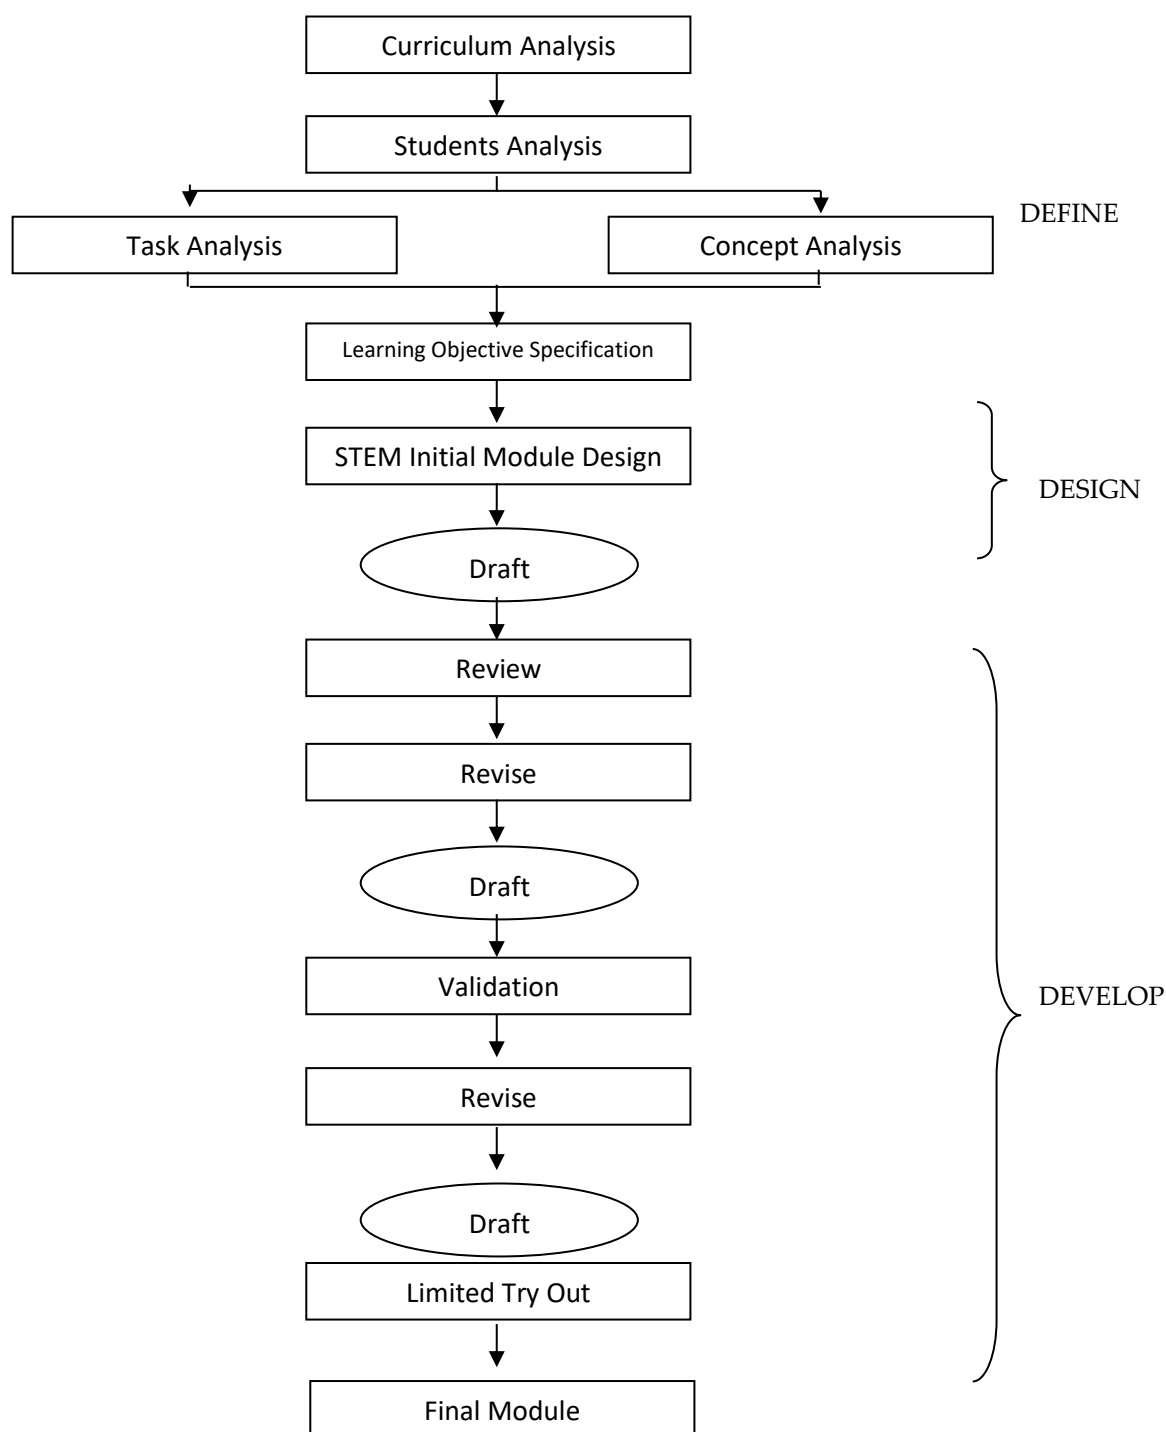 Curriculum Analysis
Students Analysis
DEFINE
Task Analysis
Concept Analysis
Learning Objective Specification
STEM Initial Module Design
DESIGN
Draft
Review
Revise
Draft
Validation
DEVELOP
Revise
Draft
Limited Try Out
Final Module